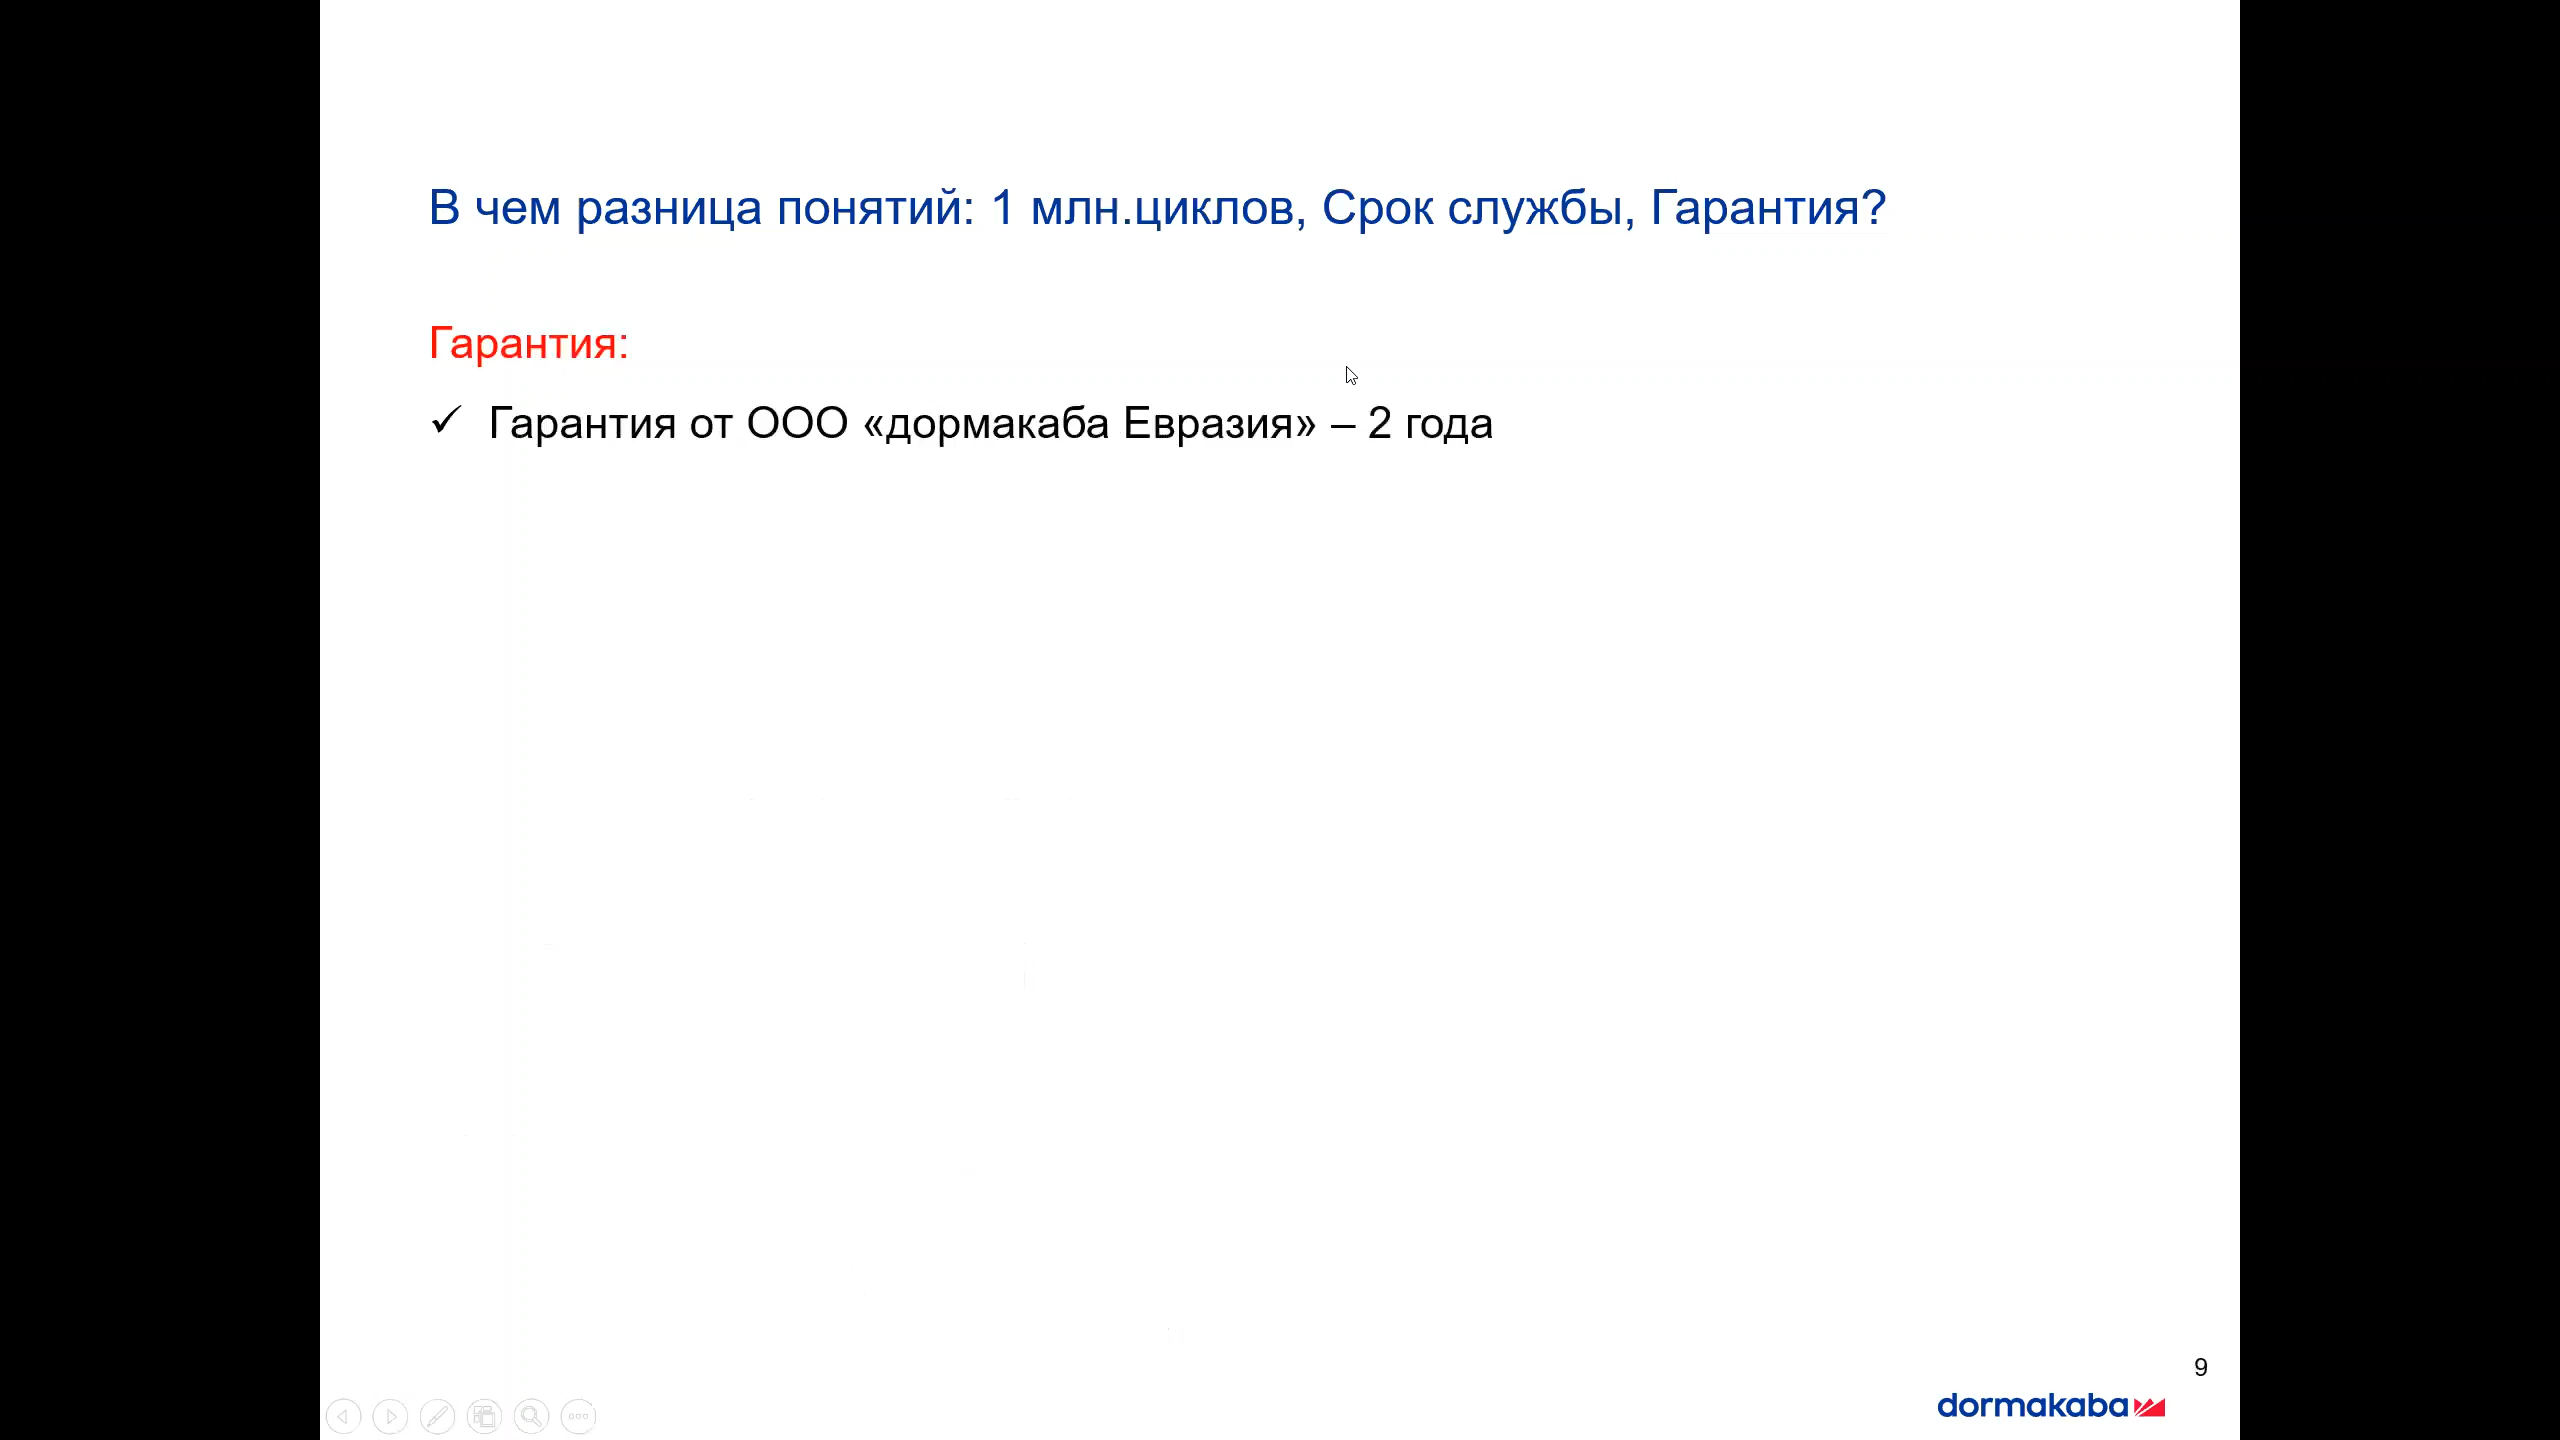 В чем разница понятий: 1 млн.циклов, Срок службы, Гарантия?
Гарантия:
✓ Гарантия от ООО «дормакаба Евразия» – 2 года
9
dormakaba